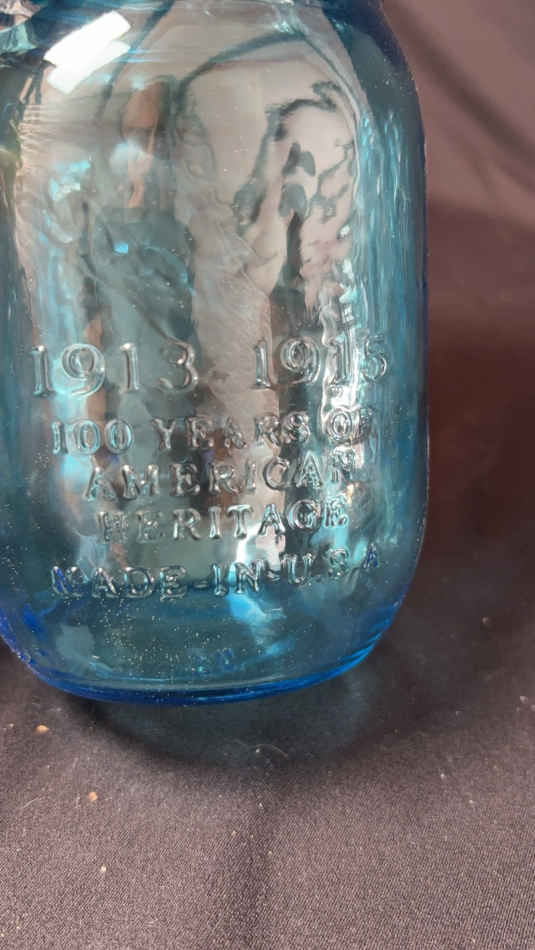 1913 1915
100 YEARS OF
AMERICAN
HERITAGE
MADE-IN-U.S.A